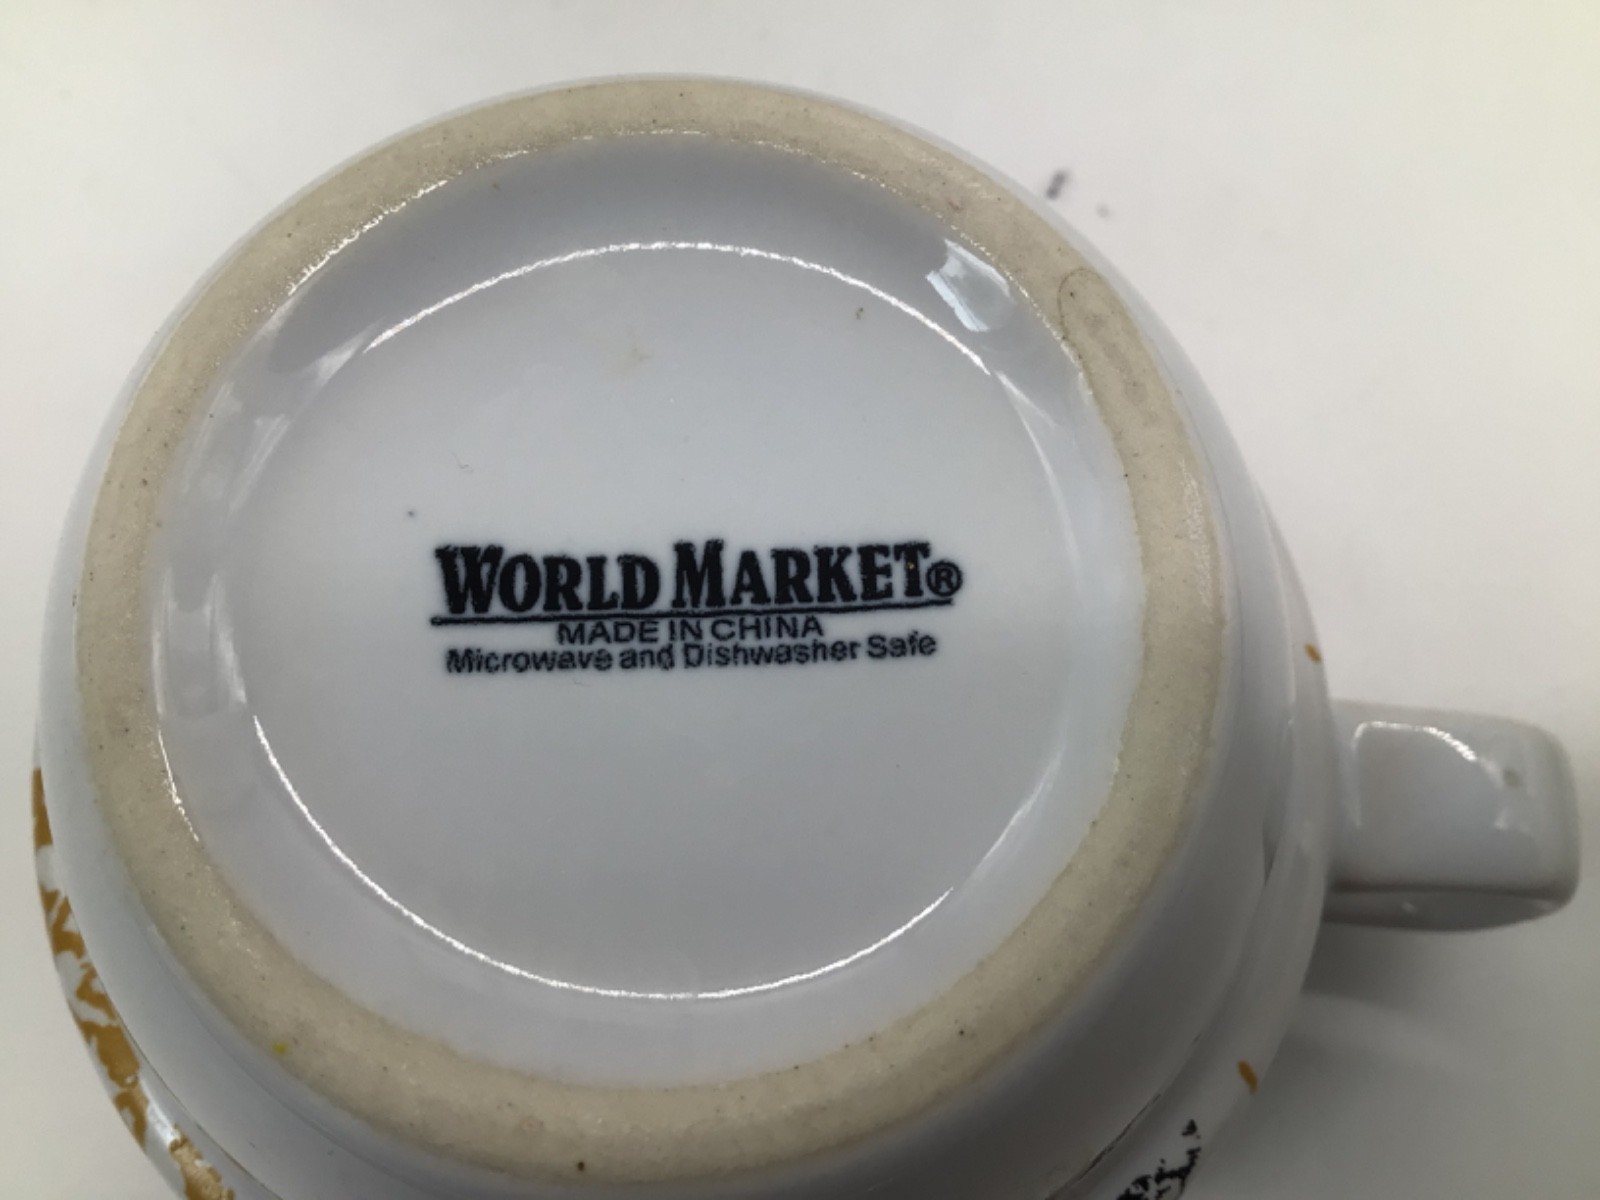 WORLD MARKET®
MADE IN CHINA
Microwave and Dishwasher Safe